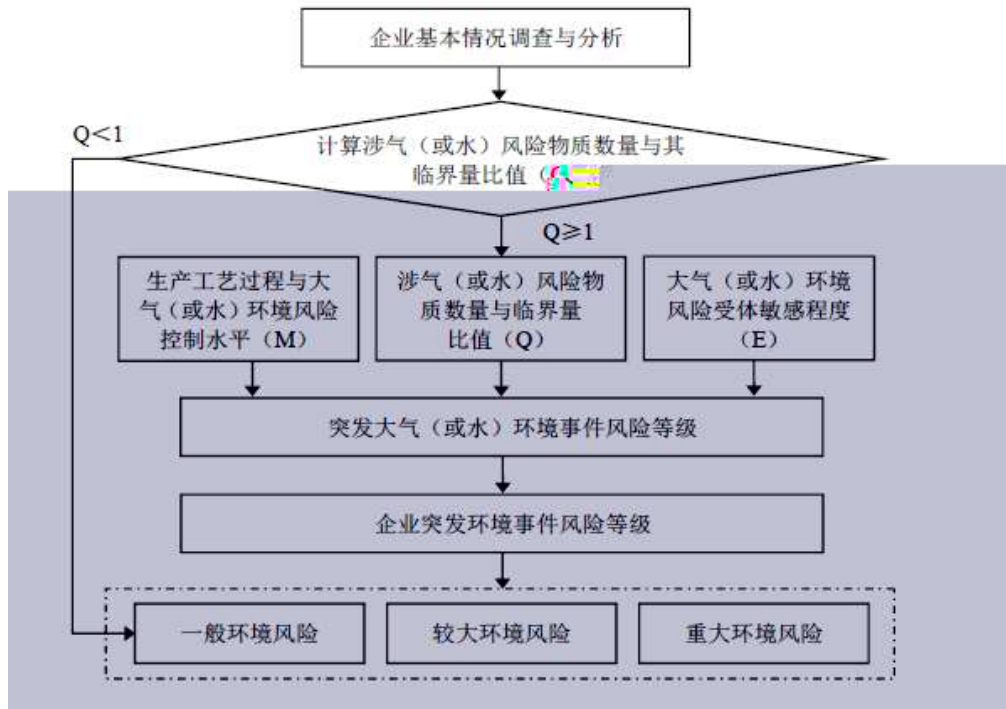 企业基本情况调查与分析
Q<1
计算涉气（或水）风险物质数量与其
临界量比值（
Q≥1
生产工艺过程与大
气（或水）环境风险
控制水平（M）
涉气（或水）风险物
质数量与临界量
比值（Q）
大气（或水）环境
风险受体敏感程度
（E）
突发大气（或水）环境事件风险等级
企业突发环境事件风险等级
一般环境风险
较大环境风险
重大环境风险